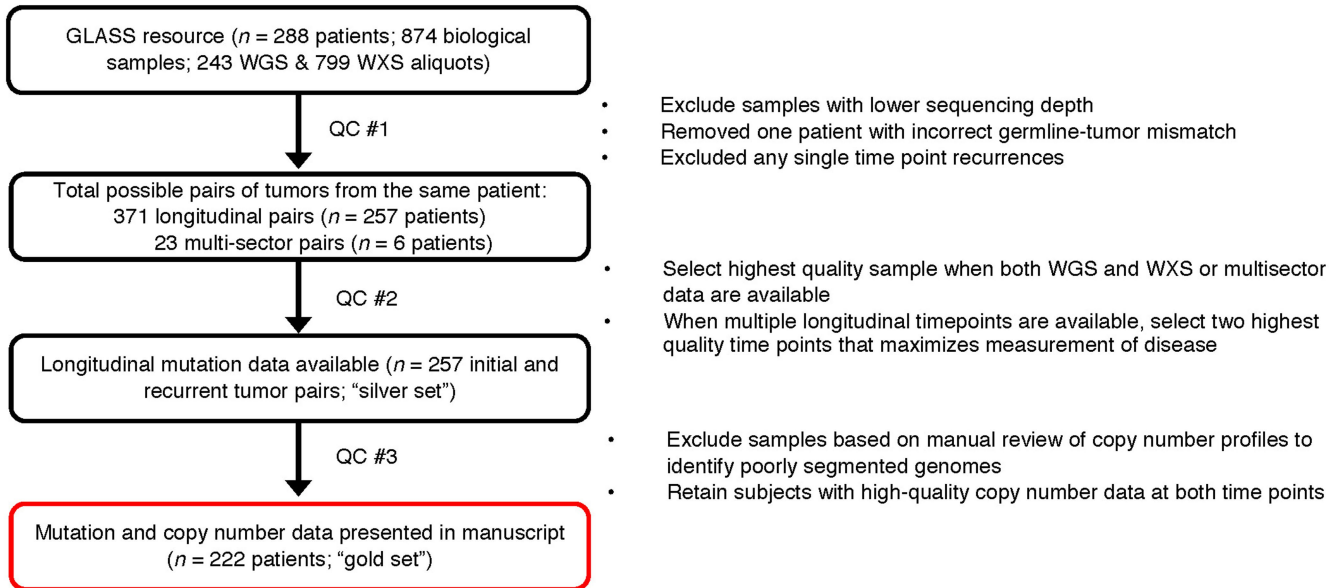 GLASS resource (n = 288 patients; 874 biological
samples; 243 WGS & 799 WXS aliquots)
QC #1
• Exclude samples with lower sequencing depth
• Removed one patient with incorrect germline-tumor mismatch
• Excluded any single time point recurrences
Total possible pairs of tumors from the same patient:
371 longitudinal pairs (n = 257 patients)
23 multi-sector pairs (n = 6 patients)
QC #2
• Select highest quality sample when both WGS and WXS or multisector
data are available
• When multiple longitudinal timepoints are available, select two highest
quality time points that maximizes measurement of disease
Longitudinal mutation data available (n = 257 initial and
recurrent tumor pairs; “silver set”)
QC #3
• Exclude samples based on manual review of copy number profiles to
identify poorly segmented genomes
• Retain subjects with high-quality copy number data at both time points
Mutation and copy number data presented in manuscript
(n = 222 patients; “gold set”)